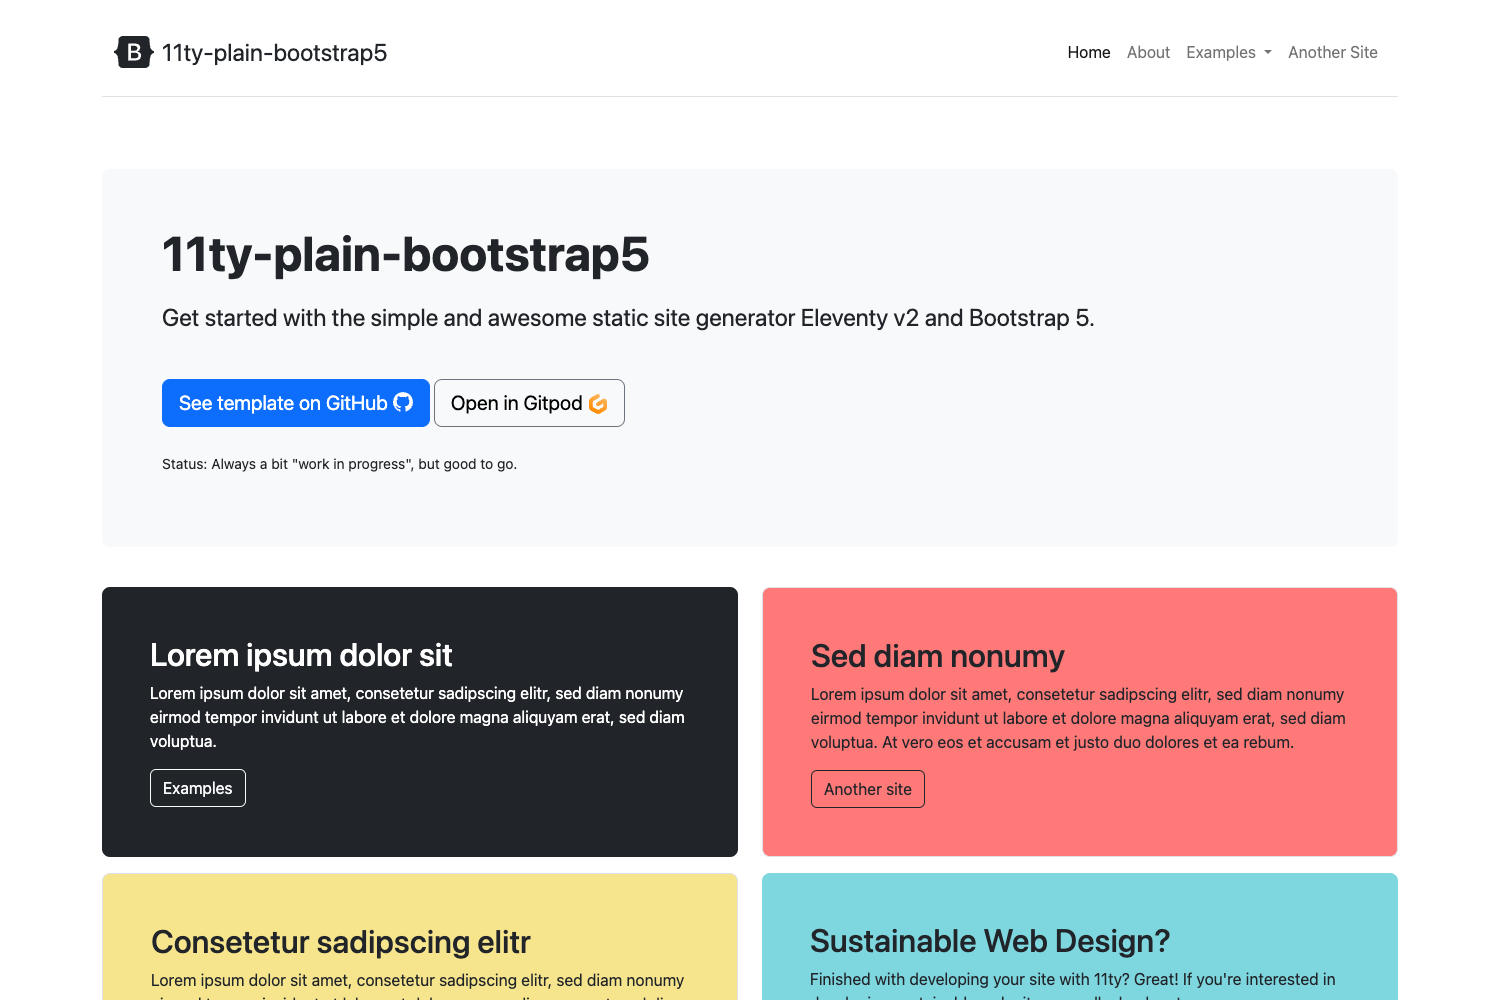 B 11ty-plain-bootstrap5
Home About Examples Another Site
11ty-plain-bootstrap5
Get started with the simple and awesome static site generator Eleventy v2 and Bootstrap 5.
See template on GitHub Open in Gitpod
Status: Always a bit "work in progress", but good to go.
Lorem ipsum dolor sit
Lorem ipsum dolor sit amet, consetetur sadipscing elitr, sed diam nonumy
eirmod tempor invidunt ut labore et dolore magna aliquyam erat, sed diam
voluptua.
Examples
Sed diam nonumy
Lorem ipsum dolor sit amet, consetetur sadipscing elitr, sed diam nonumy
eirmod tempor invidunt ut labore et dolore magna aliquyam erat, sed diam
voluptua. At vero eos et accusam et justo duo dolores et ea rebum.
Another site
Consetetur sadipscing elitr
Lorem ipsum dolor sit amet, consetetur sadipscing elitr, sed diam nonumy
Sustainable Web Design?
Finished with developing your site with 11ty? Great! If you're interested in